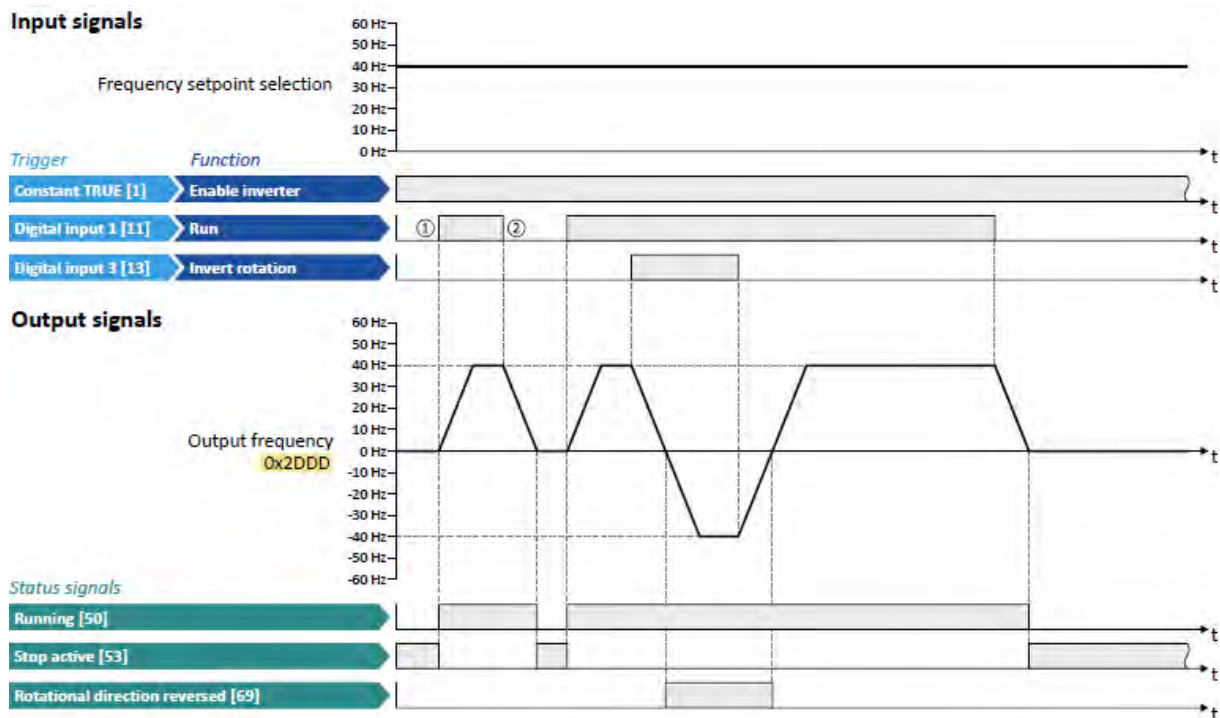 Input signals
60 Hz
50 Hz
40 Hz
Frequency setpoint selection
30 Hz
20 Hz
10 Hz
0 Hz
t
Trigger Function
Constant TRUE [1] Enable inverter
t
Digital input 1 [11] Run ① ②
t
Digital input 3 [13] Invert rotation
t
Output signals
60 Hz
50 Hz
40 Hz
30 Hz
20 Hz
10 Hz
Output frequency
0 Hz
t
0x2DDD
-10 Hz
-20 Hz
-30 Hz
-40 Hz
-50 Hz
-60 Hz
Status signals
Running [50]
t
Stop active [53]
t
Rotational direction reversed [69]
t